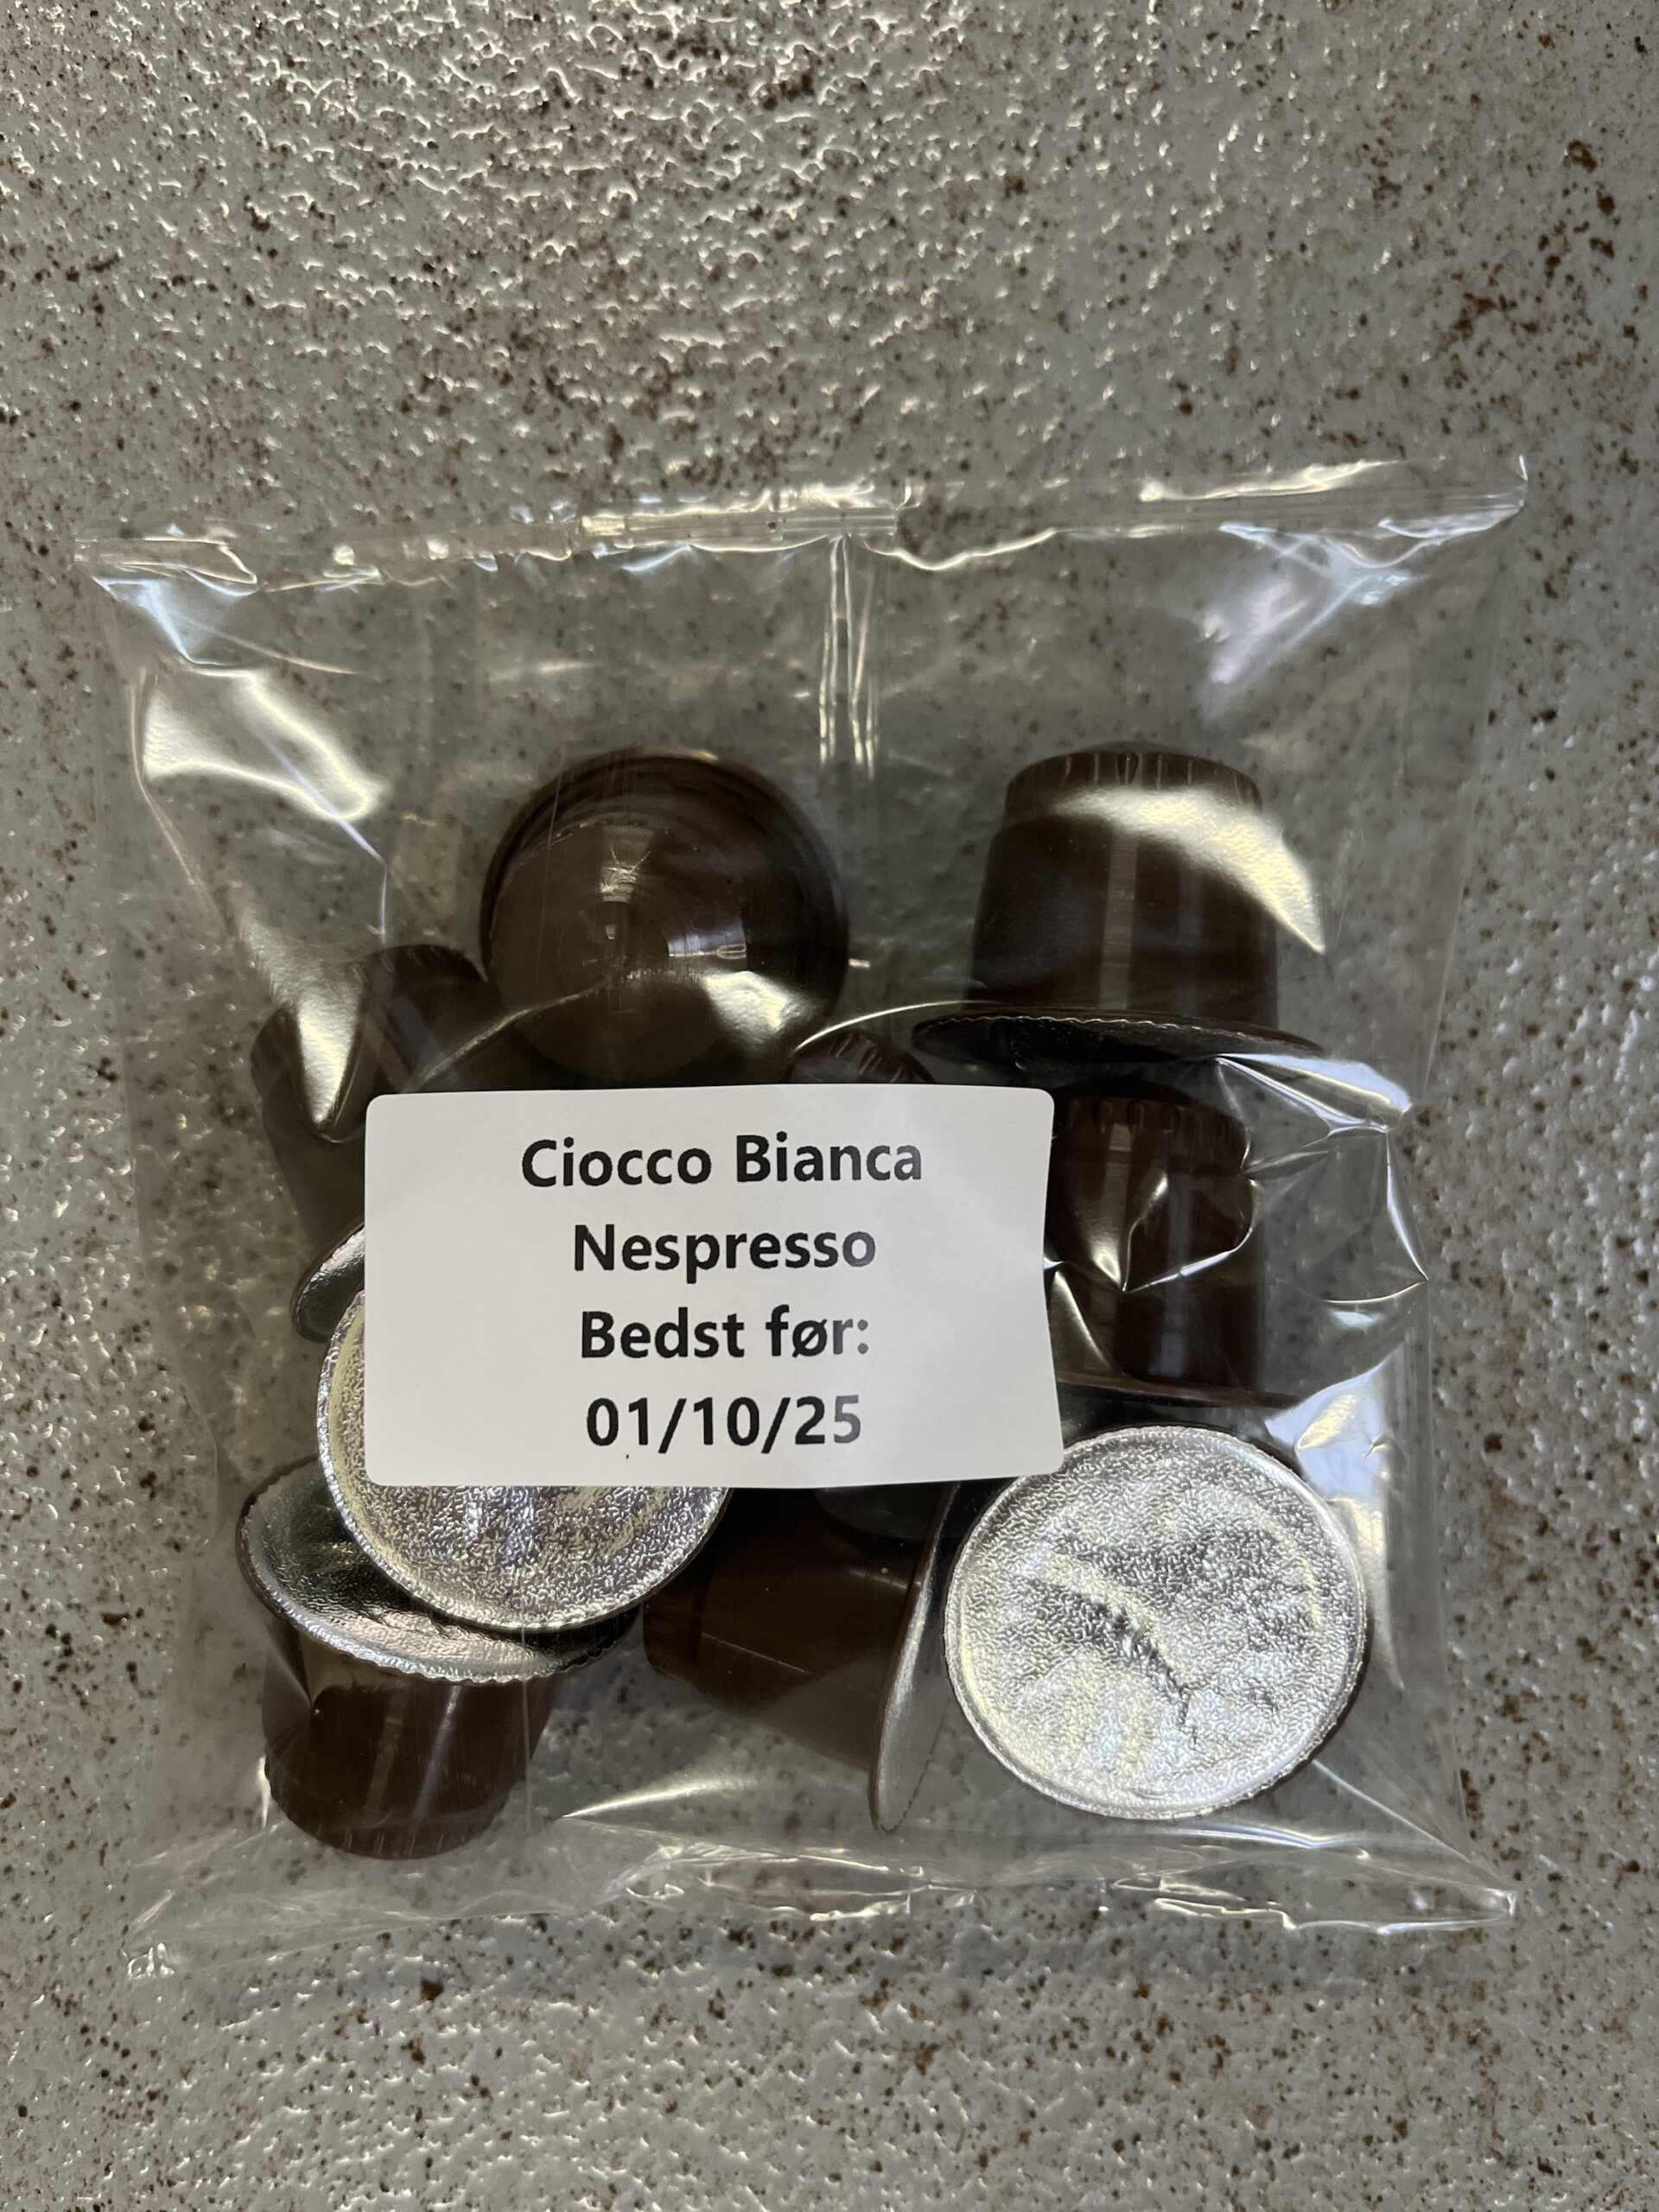 Ciocco Bianca
Nespresso
Bedst før:
01/10/25